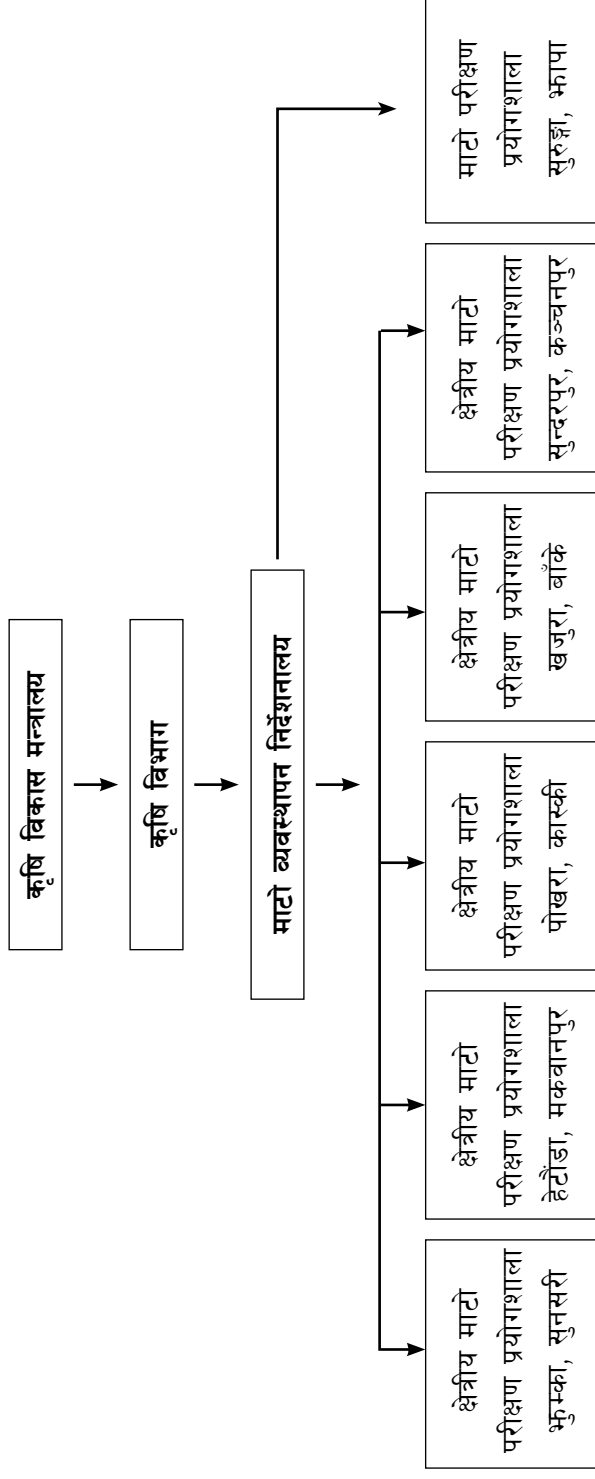 कृषि विकास मन्त्रालय
कृषि विभाग
माटो व्यवस्थापन निर्देशनालय
क्षेत्रीय माटो
परीक्षण प्रयोगशाला
झुम्का, सुनसरी
क्षेत्रीय माटो
परीक्षण प्रयोगशाला
हेटौंडा, मकवानपुर
क्षेत्रीय माटो
परीक्षण प्रयोगशाला
पोखरा, कास्की
क्षेत्रीय माटो
परीक्षण प्रयोगशाला
खजुरा, बाँके
क्षेत्रीय माटो
परीक्षण प्रयोगशाला
सुन्दरपुर, कञ्चनपुर
माटो परीक्षण
प्रयोगशाला
सुरुङ्गा, झापा